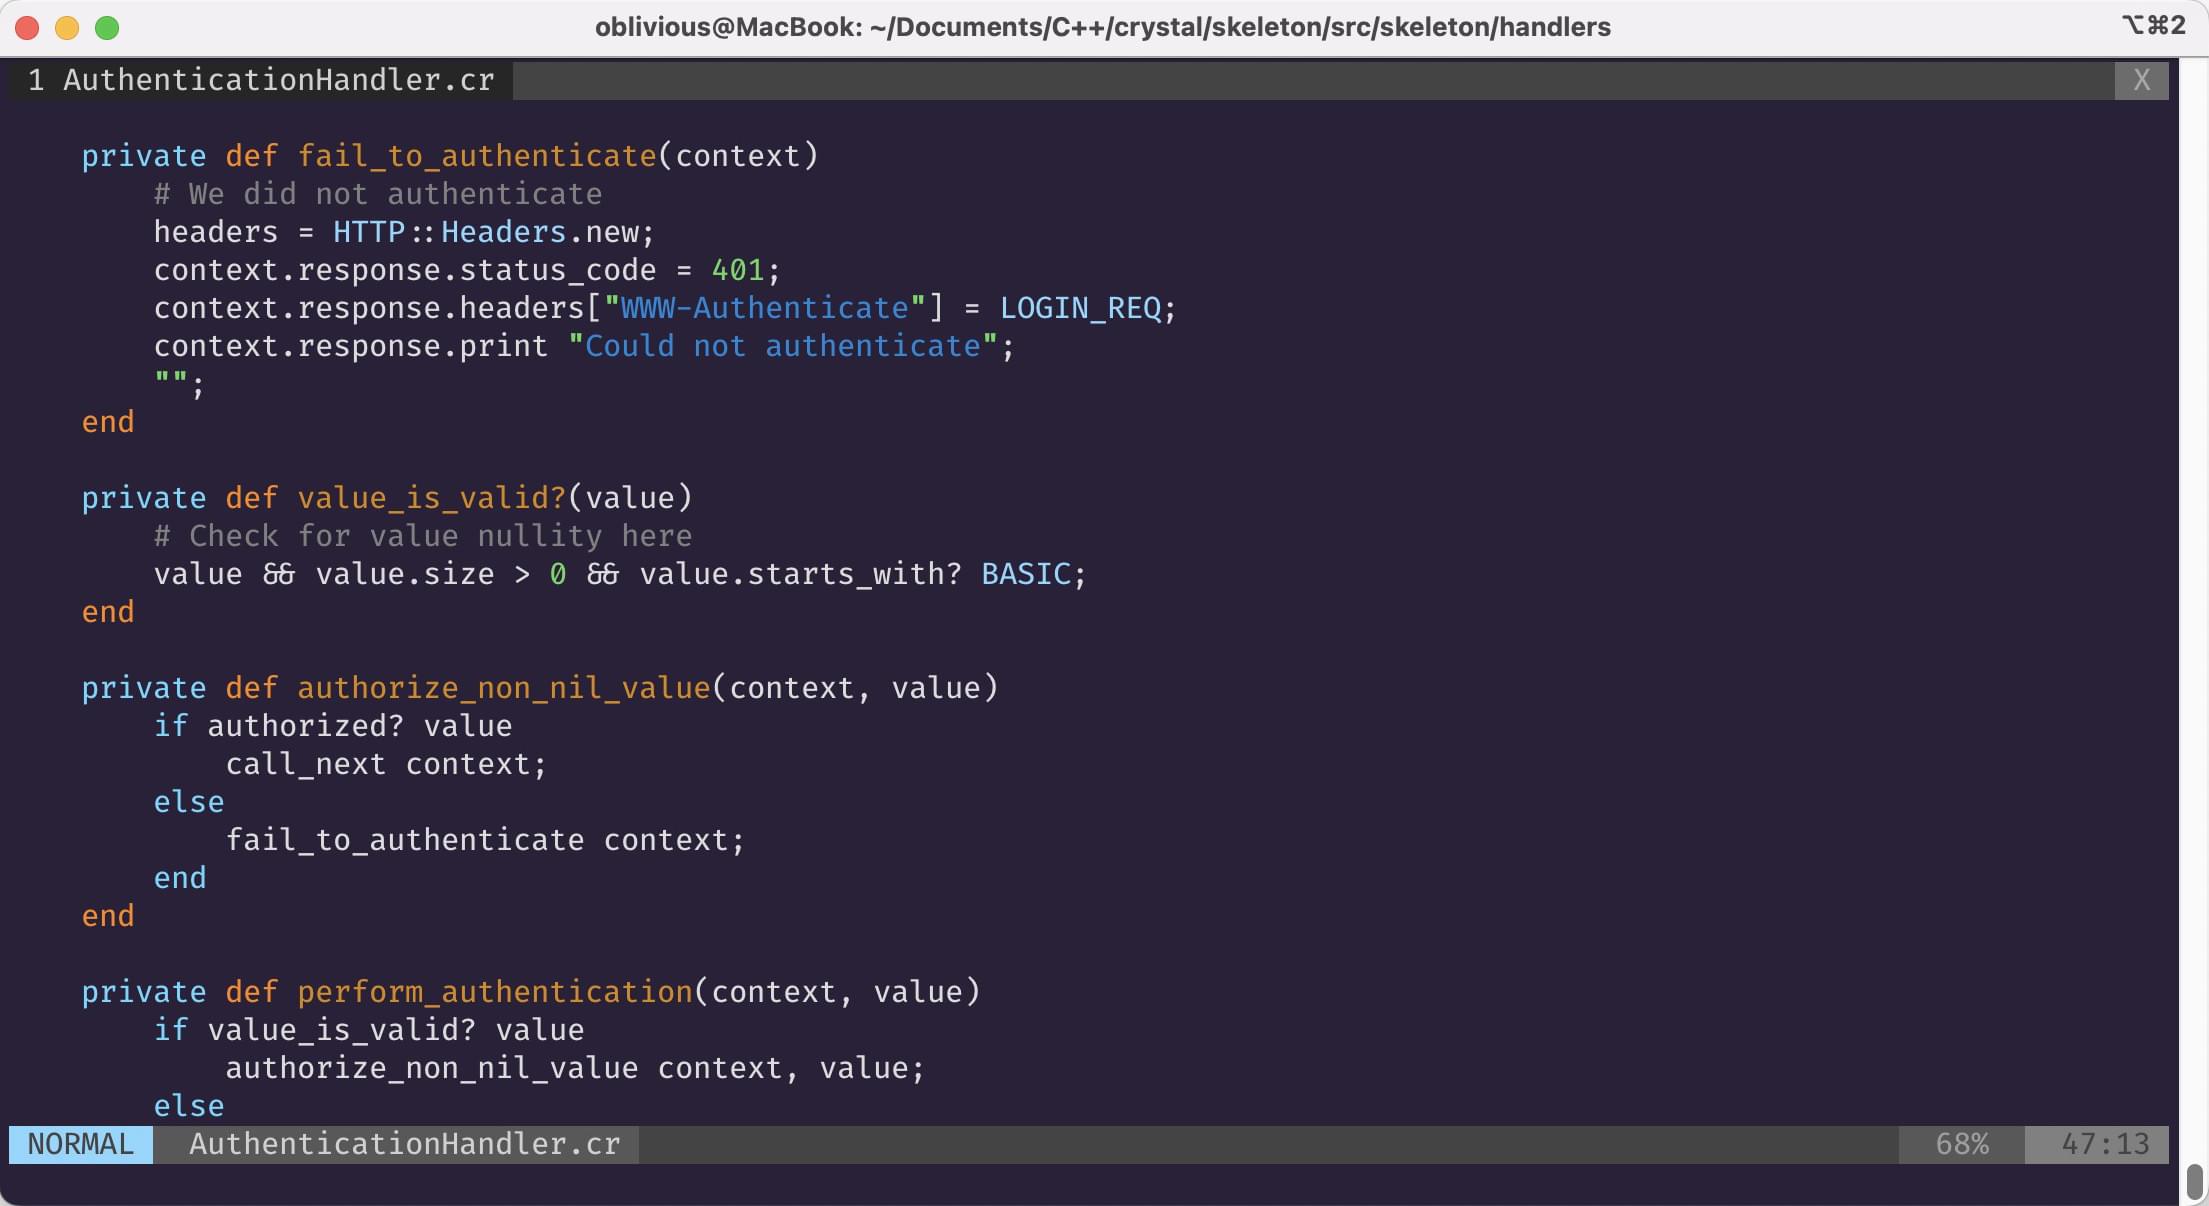 oblivious@MacBook: ~/Documents/C++/crystal/skeleton/src/skeleton/handlers ⌥⌘2
1 AuthenticationHandler.cr X
private def fail_to_authenticate(context)
# We did not authenticate
headers = HTTP::Headers.new;
context.response.status_code = 401;
context.response.headers["WWW-Authenticate"] = LOGIN_REQ;
context.response.print "Could not authenticate";
"";
end
private def value_is_valid?(value)
# Check for value nullity here
value && value.size > 0 && value.starts_with? BASIC;
end
private def authorize_non_nil_value(context, value)
if authorized? value
call_next context;
else
fail_to_authenticate context;
end
end
private def perform_authentication(context, value)
if value_is_valid? value
authorize_non_nil_value context, value;
else
NORMAL AuthenticationHandler.cr 68% 47:13